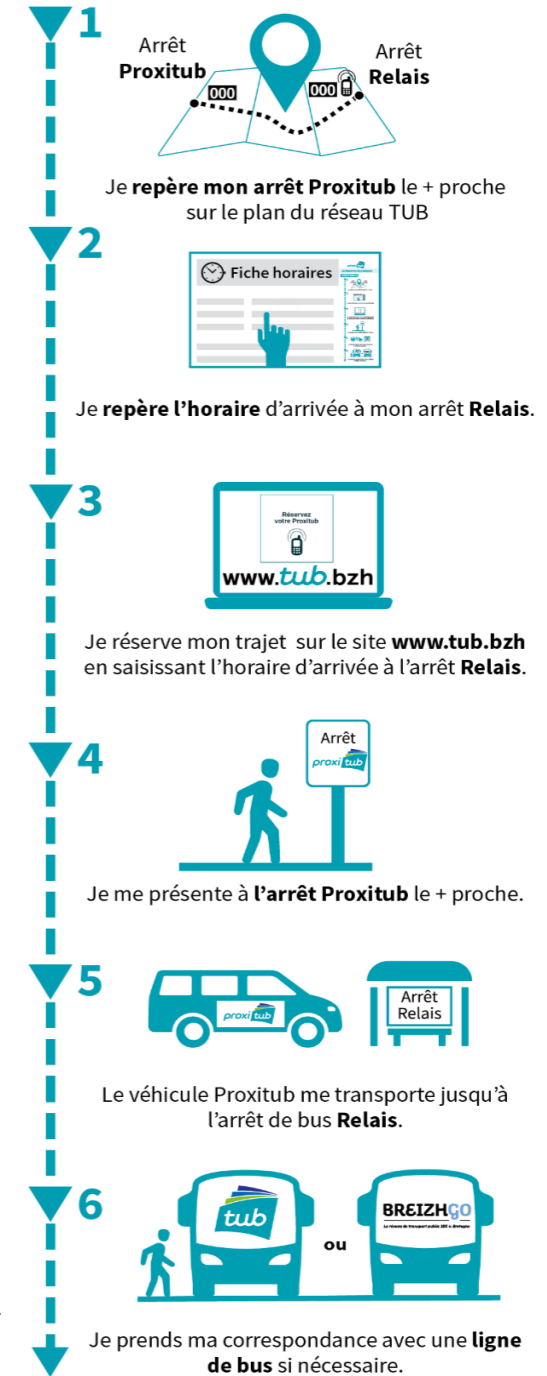 1
Arrêt
Proxitub
Arrêt
Relais
000
000
Je repère mon arrêt Proxitub le + proche
sur le plan du réseau TUB
2
Fiche horaires
Je repère l’horaire d’arrivée à mon arrêt Relais.
3
Réservez
votre Proxitub
www.tub.bzh
Je réserve mon trajet sur le site www.tub.bzh
en saisissant l’horaire d’arrivée à l’arrêt Relais.
4
Arrêt
proxitub
Je me présente à l’arrêt Proxitub le + proche.
5
proxitub
Arrêt
Relais
Le véhicule Proxitub me transporte jusqu’à
l’arrêt de bus Relais.
6
tub
ou
BREIZHGO
Je prends ma correspondance avec une ligne
de bus si nécessaire.